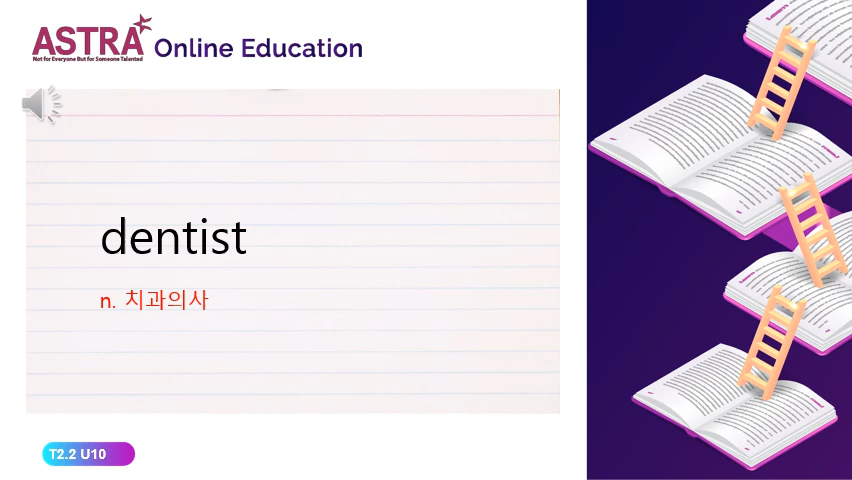 ASTRA
Not for Everyone But for Someone Talented
Online Education
dentist
n. 치과의사
T2.2 U10